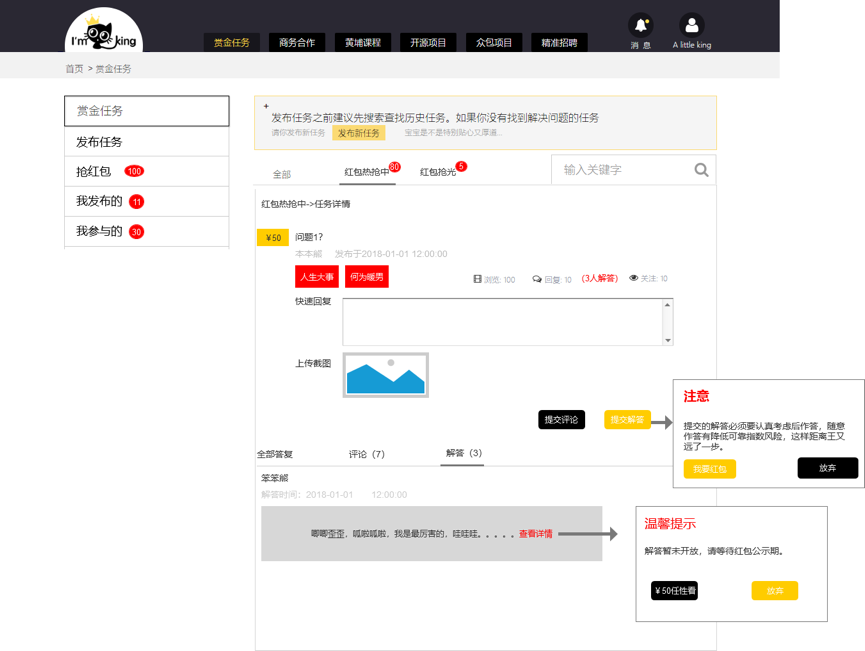 I'm king
赏金任务
商务合作
黄埔课程
开源项目
众包项目
精准招聘
消 息
A little king
首页 > 赏金任务
赏金任务
发布任务
抢红包 100
我发布的 11
我参与的 30
+
发布任务之前建议先搜索查找历史任务。如果你没有找到解决问题的任务
请你发布新任务 发布新任务 宝宝是不是特别贴心又厚道...
全部
红包热抢中 80
红包抢光 5
输入关键字
红包热抢中->任务详情
¥50 问题1?
本本熊 发布于2018-01-01 12:00:00
人生大事 何为暖男
浏览: 100 回复: 10 (3人解答) 关注: 10
快速回复
上传截图
提交评论 提交解答
注意
提交的解答必须要认真考虑后作答，随意
作答有降低可靠指数风险，这样距离王又
远了一步。
我要红包 放弃
全部答复 评论（7） 解答（3）
笨笨熊
解答时间：2018-01-01 12:00:00
唧唧歪歪，呱啦呱啦，我是最厉害的，哇哇哇。。。。。查看详情
温馨提示
解答暂未开放，请等待红包公示期。
¥50任性看 放弃